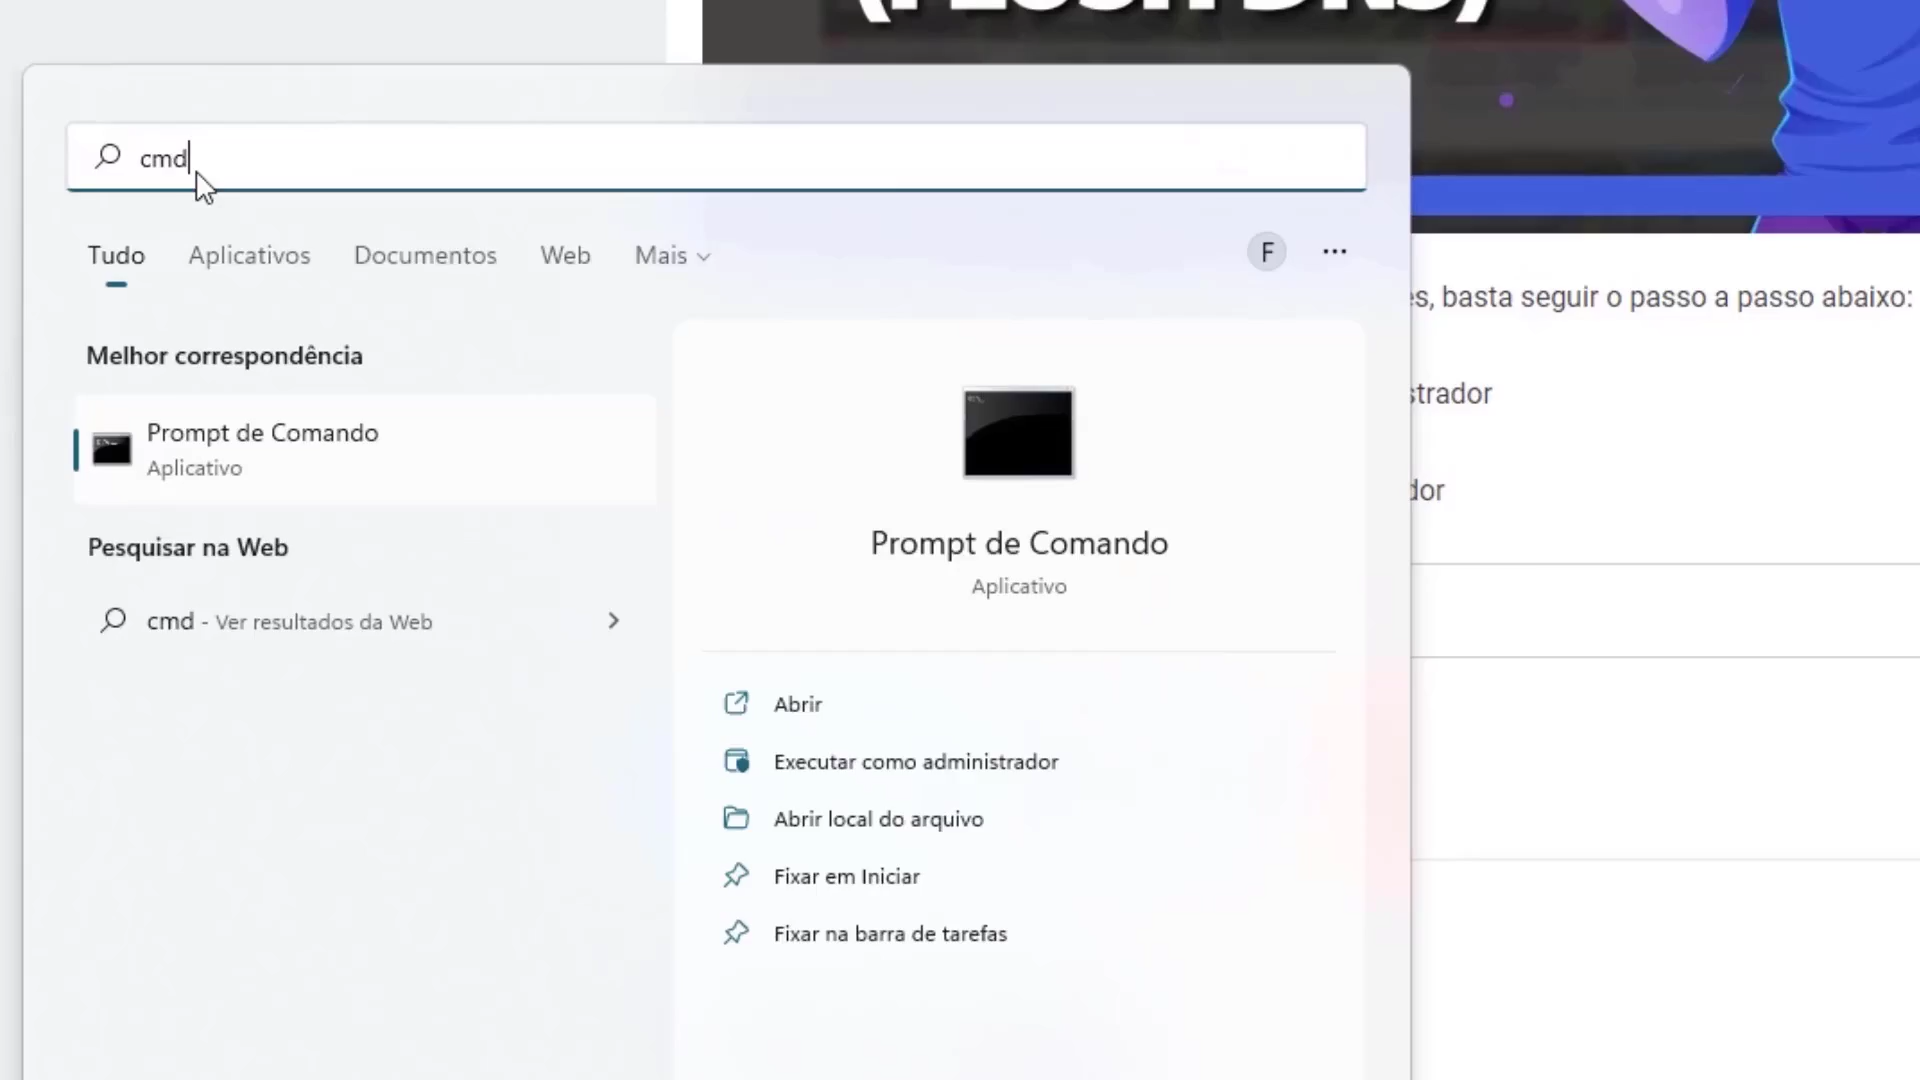 cmd
Tudo Aplicativos Documentos Web Mais
F
basta seguir o passo a passo abaixo:
Melhor correspondência
Prompt de Comando
Aplicativo
Pesquisar na Web
cmd - Ver resultados da Web
Prompt de Comando
Aplicativo
Abrir
Executar como administrador
Abrir local do arquivo
Fixar em Iniciar
Fixar na barra de tarefas